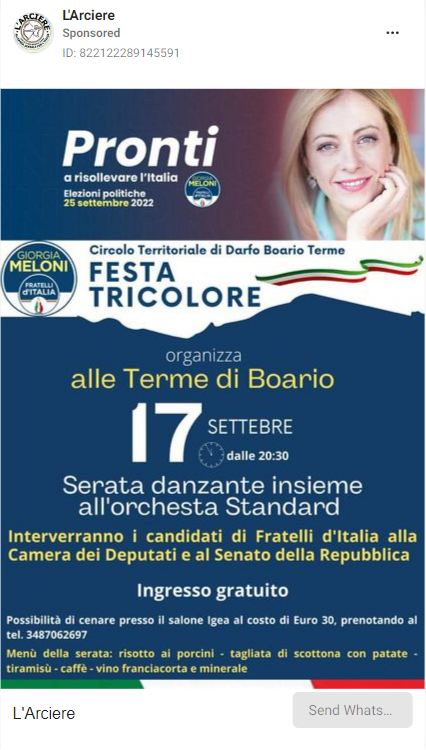 L'Arciere
Sponsored
ID: 822122289145591
L'ARCIERE
Pronti
a risollevare l'Italia
Elezioni politiche
25 settembre 2022
GIORGIA
MELONI
GIORGIA
MELONI
FRATELLI
d'ITALIA
Circolo Territoriale di Darfo Boario Terme
FESTA
TRICOLORE
organizza
alle Terme di Boario
17 SETTEBRE
dalle 20:30
Serata danzante insieme
all'orchesta Standard
Interverranno i candidati di Fratelli d'Italia alla
Camera dei Deputati e al Senato della Repubblica
Ingresso gratuito
Possibilità di cenare presso il salone Igea al costo di Euro 30, prenotando al
tel. 3487062697
Menù della serata: risotto ai porcini - tagliata di scottona con patate -
tiramisù - caffè - vino franciacorta e minerale
L'Arciere
Send Whats...